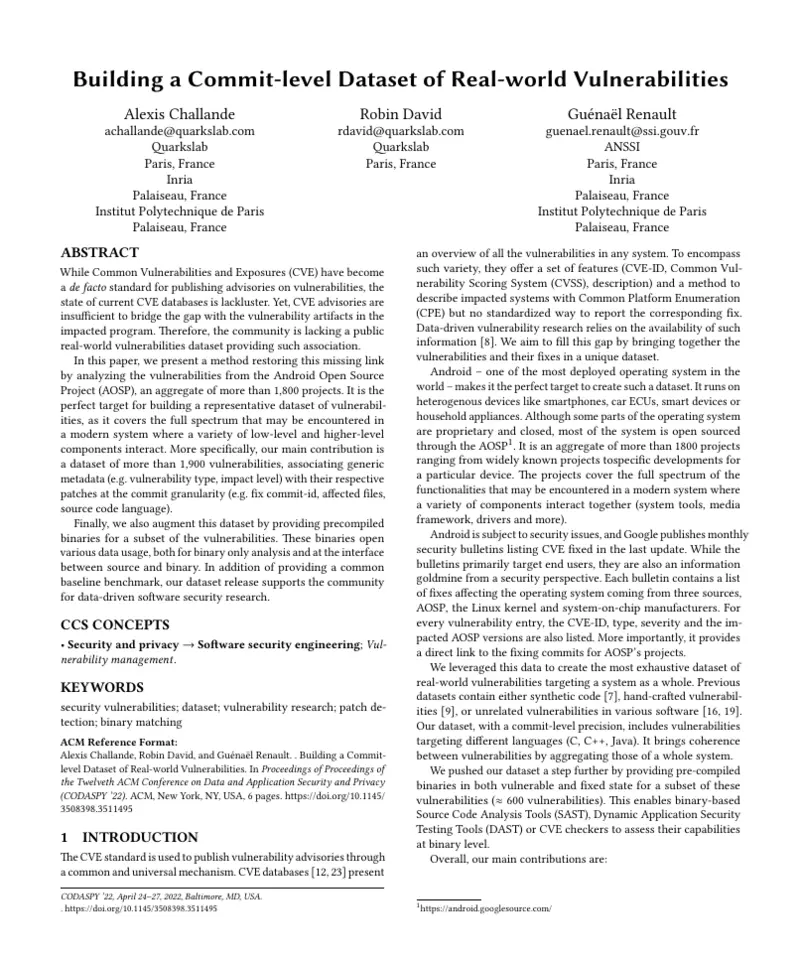 Building a Commit-level Dataset of Real-world Vulnerabilities
Alexis Challande
achallande@quarkslab.com
Quarkslab
Paris, France
Inria
Palaiseau, France
Institut Polytechnique de Paris
Palaiseau, France
Robin David
rdavid@quarkslab.com
Quarkslab
Paris, France
Guénaël Renault
guenael.renault@ssi.gouv.fr
ANSSI
Paris, France
Inria
Palaiseau, France
Institut Polytechnique de Paris
Palaiseau, France
ABSTRACT
While Common Vulnerabilities and Exposures (CVE) have become
a de facto standard for publishing advisories on vulnerabilities, the
state of current CVE databases is lackluster. Yet, CVE advisories are
insufficient to bridge the gap with the vulnerability artifacts in the
impacted program. Therefore, the community is lacking a public
real-world vulnerabilities dataset providing such association.
In this paper, we present a method restoring this missing link
by analyzing the vulnerabilities from the Android Open Source
Project (AOSP), an aggregate of more than 1,800 projects. It is the
perfect target for building a representative dataset of vulnerabil-
ities, as it covers the full spectrum that may be encountered in
a modern system where a variety of low-level and higher-level
components interact. More specifically, our main contribution is
a dataset of more than 1,900 vulnerabilities, associating generic
metadata (e.g. vulnerability type, impact level) with their respective
patches at the commit granularity (e.g. fix commit-id, affected files,
source code language).
Finally, we also augment this dataset by providing precompiled
binaries for a subset of the vulnerabilities. These binaries open
various data usage, both for binary only analysis and at the interface
between source and binary. In addition of providing a common
baseline benchmark, our dataset release supports the community
for data-driven software security research.
CCS CONCEPTS
• Security and privacy → Software security engineering; Vul-
nerability management.
KEYWORDS
security vulnerabilities; dataset; vulnerability research; patch de-
tection; binary matching
ACM Reference Format:
Alexis Challande, Robin David, and Guénaël Renault. . Building a Commit-
level Dataset of Real-world Vulnerabilities. In Proceedings of Proceedings of
the Twelveth ACM Conference on Data and Application Security and Privacy
(CODASPY ’22). ACM, New York, NY, USA, 6 pages. https://doi.org/10.1145/
3508398.3511495
1 INTRODUCTION
The CVE standard is used to publish vulnerability advisories through
a common and universal mechanism. CVE databases [12, 23] present
CODASPY ’22, April 24–27, 2022, Baltimore, MD, USA.
. https://doi.org/10.1145/3508398.3511495
an overview of all the vulnerabilities in any system. To encompass
such variety, they offer a set of features (CVE-ID, Common Vul-
nerability Scoring System (CVSS), description) and a method to
describe impacted systems with Common Platform Enumeration
(CPE) but no standardized way to report the corresponding fix.
Data-driven vulnerability research relies on the availability of such
information [8]. We aim to fill this gap by bringing together the
vulnerabilities and their fixes in a unique dataset.
Android – one of the most deployed operating system in the
world – makes it the perfect target to create such a dataset. It runs on
heterogenous devices like smartphones, car ECUs, smart devices or
household appliances. Although some parts of the operating system
are proprietary and closed, most of the system is open sourced
through the AOSP1. It is an aggregate of more than 1800 projects
ranging from widely known projects tospecific developments for
a particular device. The projects cover the full spectrum of the
functionalities that may be encountered in a modern system where
a variety of components interact together (system tools, media
framework, drivers and more).
Android is subject to security issues, and Google publishes monthly
security bulletins listing CVE fixed in the last update. While the
bulletins primarily target end users, they are also an information
goldmine from a security perspective. Each bulletin contains a list
of fixes affecting the operating system coming from three sources,
AOSP, the Linux kernel and system-on-chip manufacturers. For
every vulnerability entry, the CVE-ID, type, severity and the im-
pacted AOSP versions are also listed. More importantly, it provides
a direct link to the fixing commits for AOSP’s projects.
We leveraged this data to create the most exhaustive dataset of
real-world vulnerabilities targeting a system as a whole. Previous
datasets contain either synthetic code [7], hand-crafted vulnerabil-
ities [9], or unrelated vulnerabilities in various software [16, 19].
Our dataset, with a commit-level precision, includes vulnerabilities
targeting different languages (C, C++, Java). It brings coherence
between vulnerabilities by aggregating those of a whole system.
We pushed our dataset a step further by providing pre-compiled
binaries in both vulnerable and fixed state for a subset of these
vulnerabilities (≈ 600 vulnerabilities). This enables binary-based
Source Code Analysis Tools (SAST), Dynamic Application Security
Testing Tools (DAST) or CVE checkers to assess their capabilities
at binary level.
Overall, our main contributions are:
1https://android.googlesource.com/